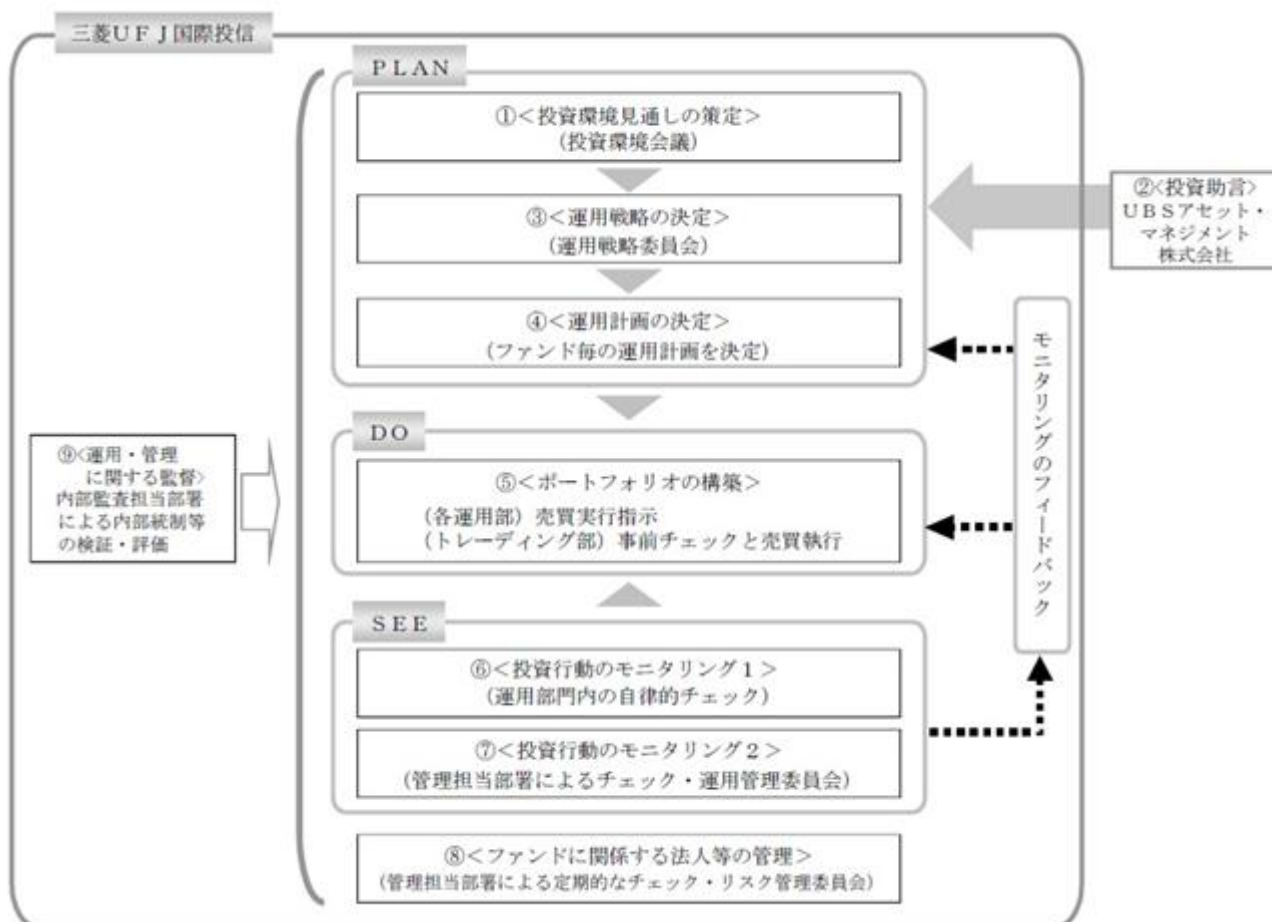 三菱ＵＦＪ国際投信
ＰＬＡＮ
①＜投資環境見通しの策定＞
(投資環境会議)
②<投資助言>
ＵＢＳアセット・
マネジメント
株式会社
③＜運用戦略の決定＞
(運用戦略委員会)
④＜運用計画の決定＞
(ファンド毎の運用計画を決定)
ＤＯ
⑤＜ポートフォリオの構築＞
(各運用部) 売買実行指示
(トレーディング部) 事前チェックと売買執行
モニタリングのフィードバック
⑨<運用・管理
に関する監督>
内部監査担当部署
による内部統制等
の検証・評価
ＳＥＥ
⑥＜投資行動のモニタリング１＞
(運用部門内の自律的チェック)
⑦＜投資行動のモニタリング２＞
(管理担当部署によるチェック・運用管理委員会)
⑧＜ファンドに関係する法人等の管理＞
(管理担当部署による定期的なチェック・リスク管理委員会)